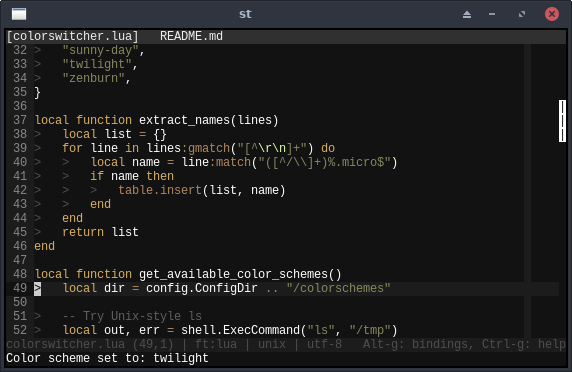 st
[colorswitcher.lua]   README.md
32 >   "sunny-day",
33 >   "twilight",
34 >   "zenburn",
35 }
36
37 local function extract_names(lines)
38 >   local list = {}
39 >   for line in lines:gmatch("[^\r\n]+") do
40 >   >   local name = line:match("([^/\\]+)%.micro$")
41 >   >   if name then
42 >   >   >   table.insert(list, name)
43 >   >   end
44 >   end
45 >   return list
46 end
47
48 local function get_available_color_schemes()
49 >   local dir = config.ConfigDir .. "/colorschemes"
50
51 >   -- Try Unix-style ls
52 >   local out, err = shell.ExecCommand("ls", "/tmp")
colorswitcher.lua (49,1) | ft:lua | unix | utf-8   Alt-g: bindings, Ctrl-g: help
Color scheme set to: twilight